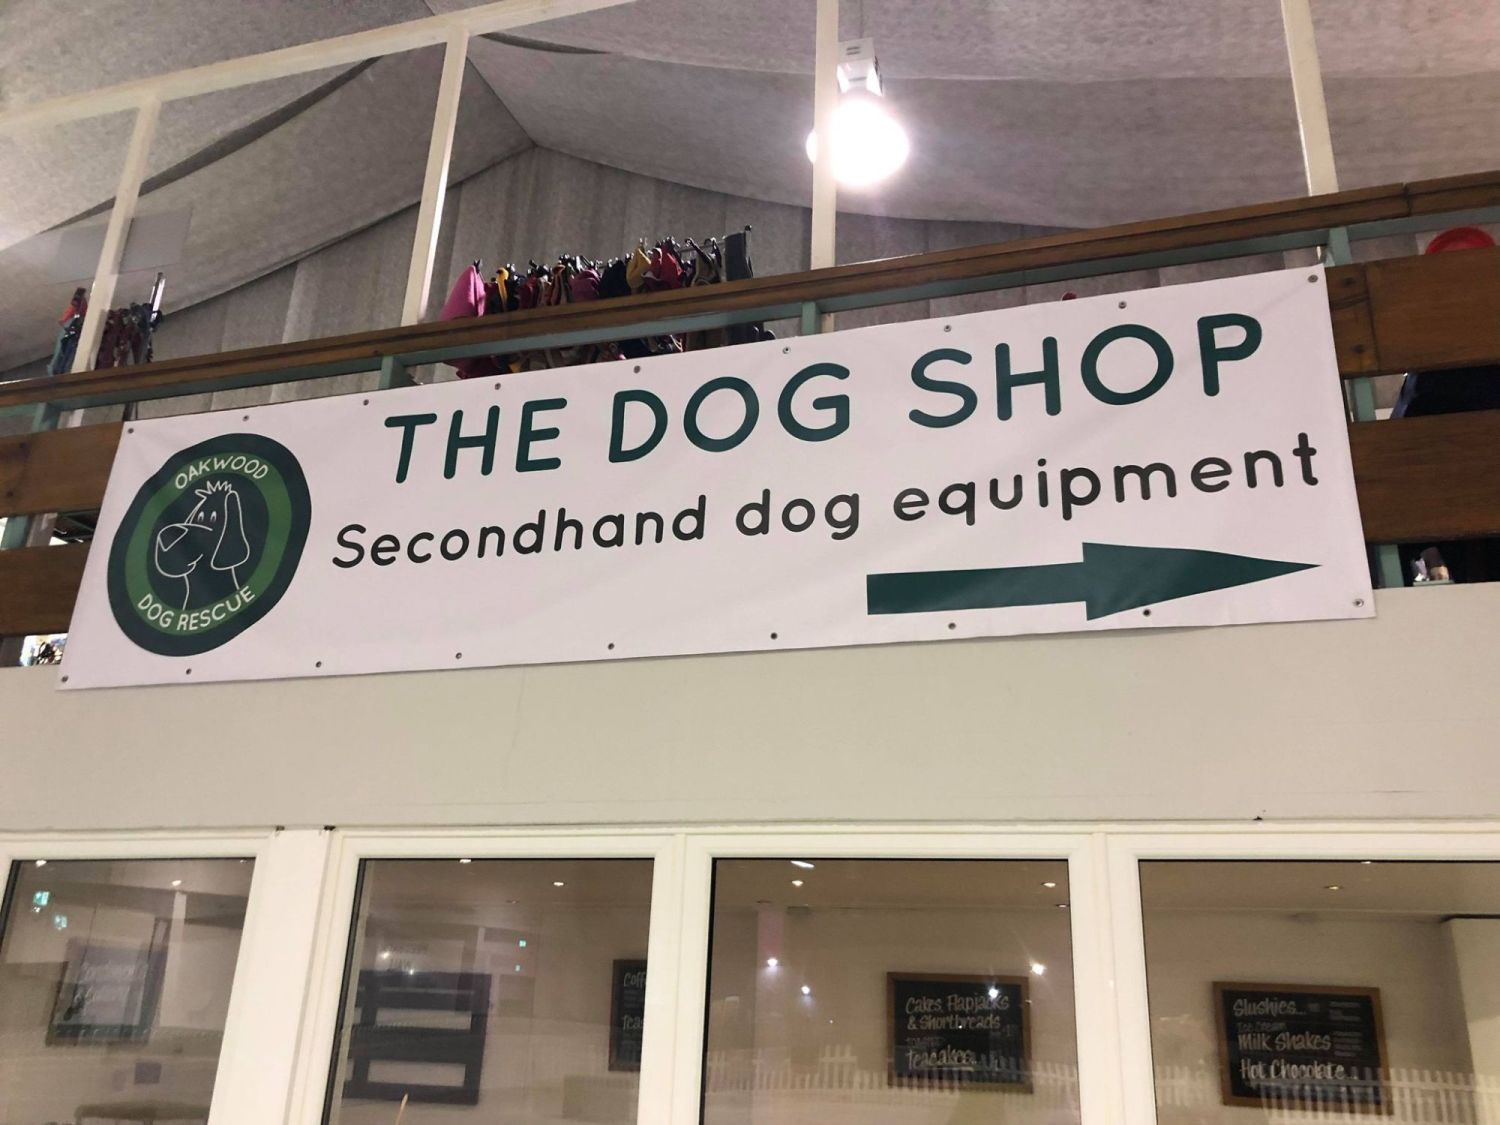 THE DOG SHOP
Secondhand dog equipment
OAKWOOD
DOG RESCUE
Cakes, Flapjacks
& Shortbreads
Teacakes...
Slushies...
Ice Cream
Milk Shakes
Hot Chocolate...